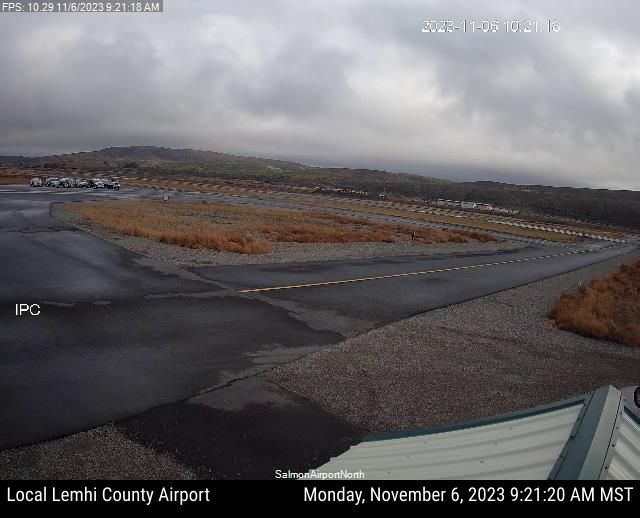 FPS: 10.29 11/6/2023 9:21:18 AM
2023-11-06 10:21:18
IPC
SalmonAirportNorth
Local Lemhi County Airport
Monday, November 6, 2023 9:21:20 AM MST